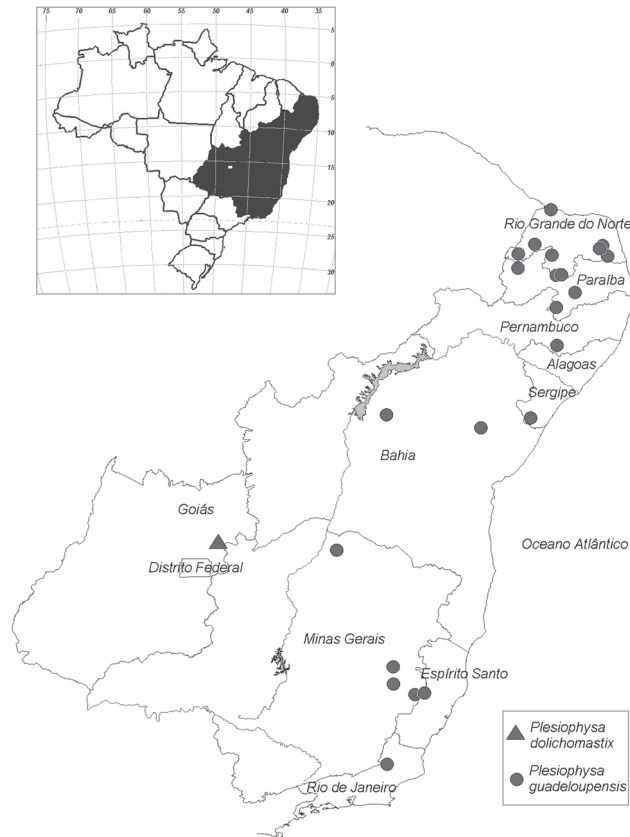 75 70 65 60 55 50 45 40 35
5
0
5
10
15
20
25
30
Rio Grande do Norte
Paraíba
Pernambuco
Alagoas
Sergipe
Bahia
Goiás
Oceano Atlântico
Distrito Federal
Minas Gerais
Espírito Santo
Rio de Janeiro
Plesiophysa
dolichomastix
Plesiophysa
guadeloupensis